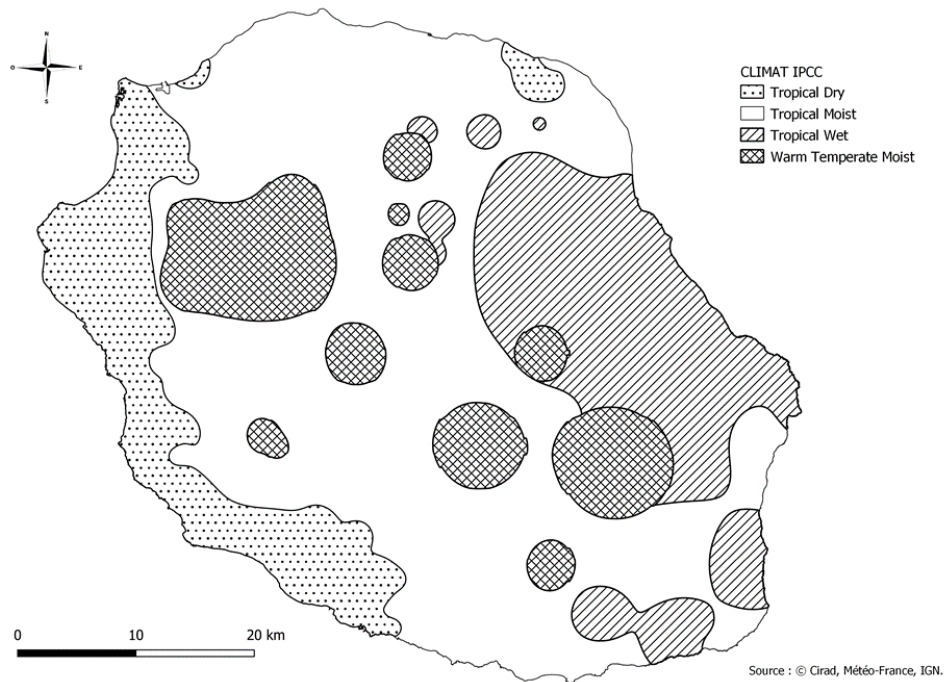 N
O E
S
CLIMAT IPCC
Tropical Dry
Tropical Moist
Tropical Wet
Warm Temperate Moist
0 10 20 km
Source : © Cirad, Météo-France, IGN.